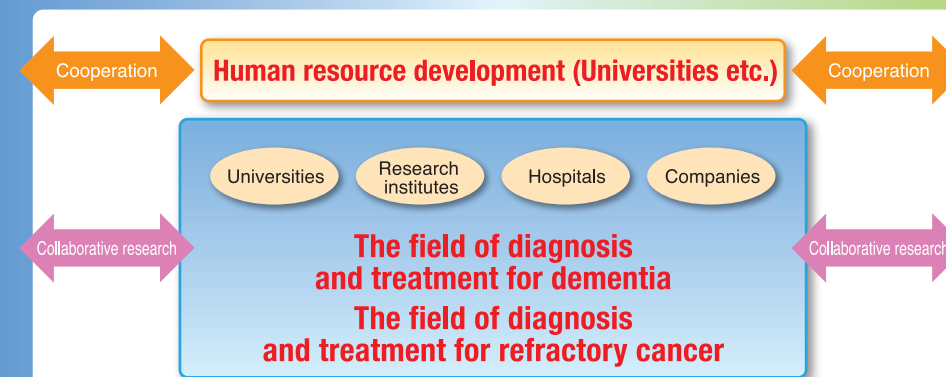 Cooperation
Human resource development (Universities etc.)
Cooperation
Universities
Research
institutes
Hospitals
Companies
Collaborative research
Collaborative research
The field of diagnosis
and treatment for dementia
The field of diagnosis
and treatment for refractory cancer